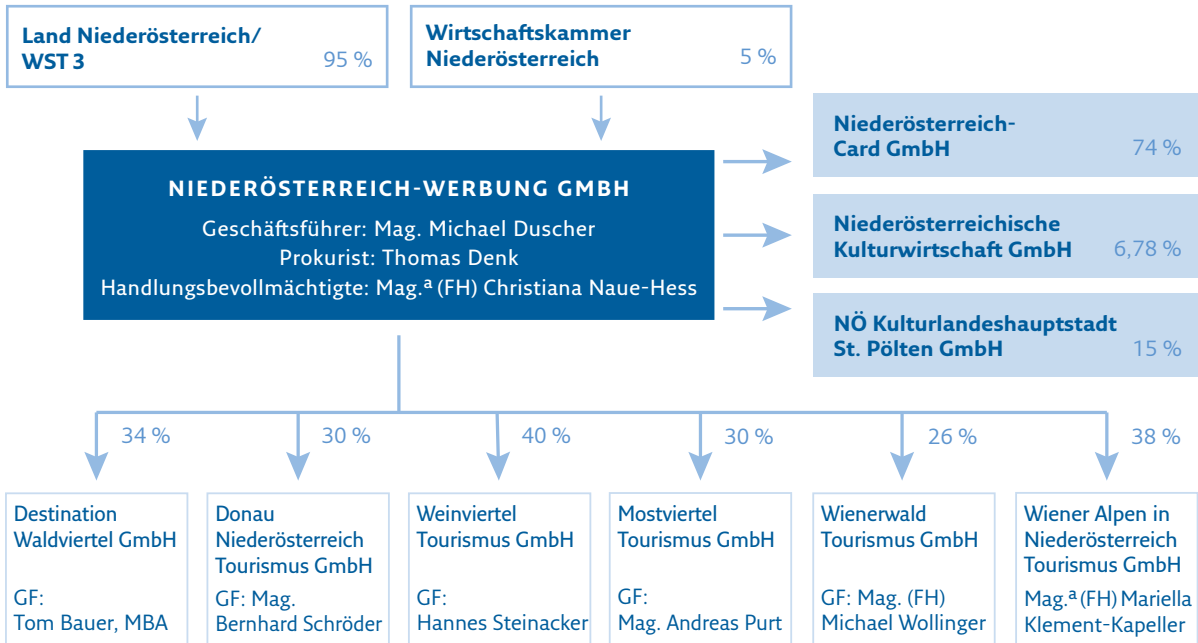 Land Niederösterreich/
WST 3
95 %
Wirtschaftskammer
Niederösterreich
5 %
NIEDERÖSTERREICH-WERBUNG GMBH
Geschäftsführer: Mag. Michael Duscher
Prokurist: Thomas Denk
Handlungsbevollmächtigte: Mag.ª (FH) Christiana Naue-Hess
Niederösterreich-
Card GmbH
74 %
Niederösterreichische
Kulturwirtschaft GmbH
6,78 %
NÖ Kulturlandeshauptstadt
St. Pölten GmbH
15 %
34 %
Destination
Waldviertel GmbH
GF:
Tom Bauer, MBA
30 %
Donau
Niederösterreich
Tourismus GmbH
GF: Mag.
Bernhard Schröder
40 %
Weinviertel
Tourismus GmbH
GF:
Hannes Steinacker
30 %
Mostviertel
Tourismus GmbH
GF:
Mag. Andreas Purt
26 %
Wienerwald
Tourismus GmbH
GF: Mag. (FH)
Michael Wollinger
38 %
Wiener Alpen in
Niederösterreich
Tourismus GmbH
Mag.ª (FH) Mariella
Klement-Kapeller